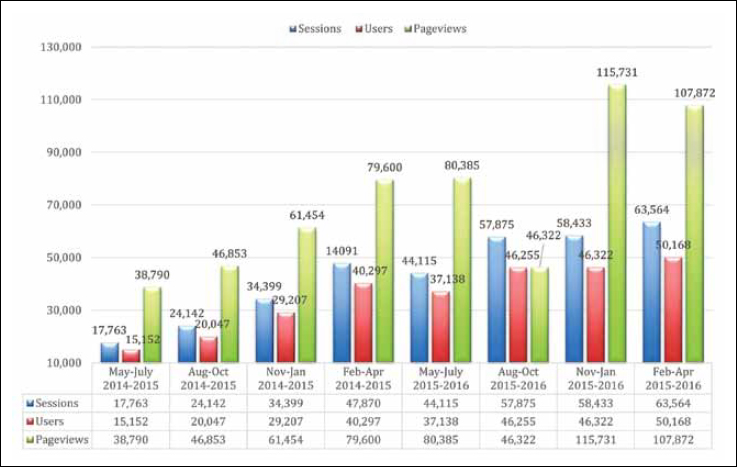 Sessions Users Pageviews
130,000
110,000
90,000
70,000
50,000
30,000
10,000
17,763 15,152 38,790
24,142 20,047 46,853
34,399 29,207 61,454
14091 40,297 79,600
44,115 37,138 80,385
57,875 46,255 46,322
58,433 46,322 115,731
63,564 50,168 107,872
May-July Aug-Oct Nov-Jan Feb-Apr May-July Aug-Oct Nov-Jan Feb-Apr
2014-2015 2014-2015 2014-2015 2014-2015 2015-2016 2015-2016 2015-2016 2015-2016
Sessions 17,763 24,142 34,399 47,870 44,115 57,875 58,433 63,564
Users 15,152 20,047 29,207 40,297 37,138 46,255 46,322 50,168
Pageviews 38,790 46,853 61,454 79,600 80,385 46,322 115,731 107,872